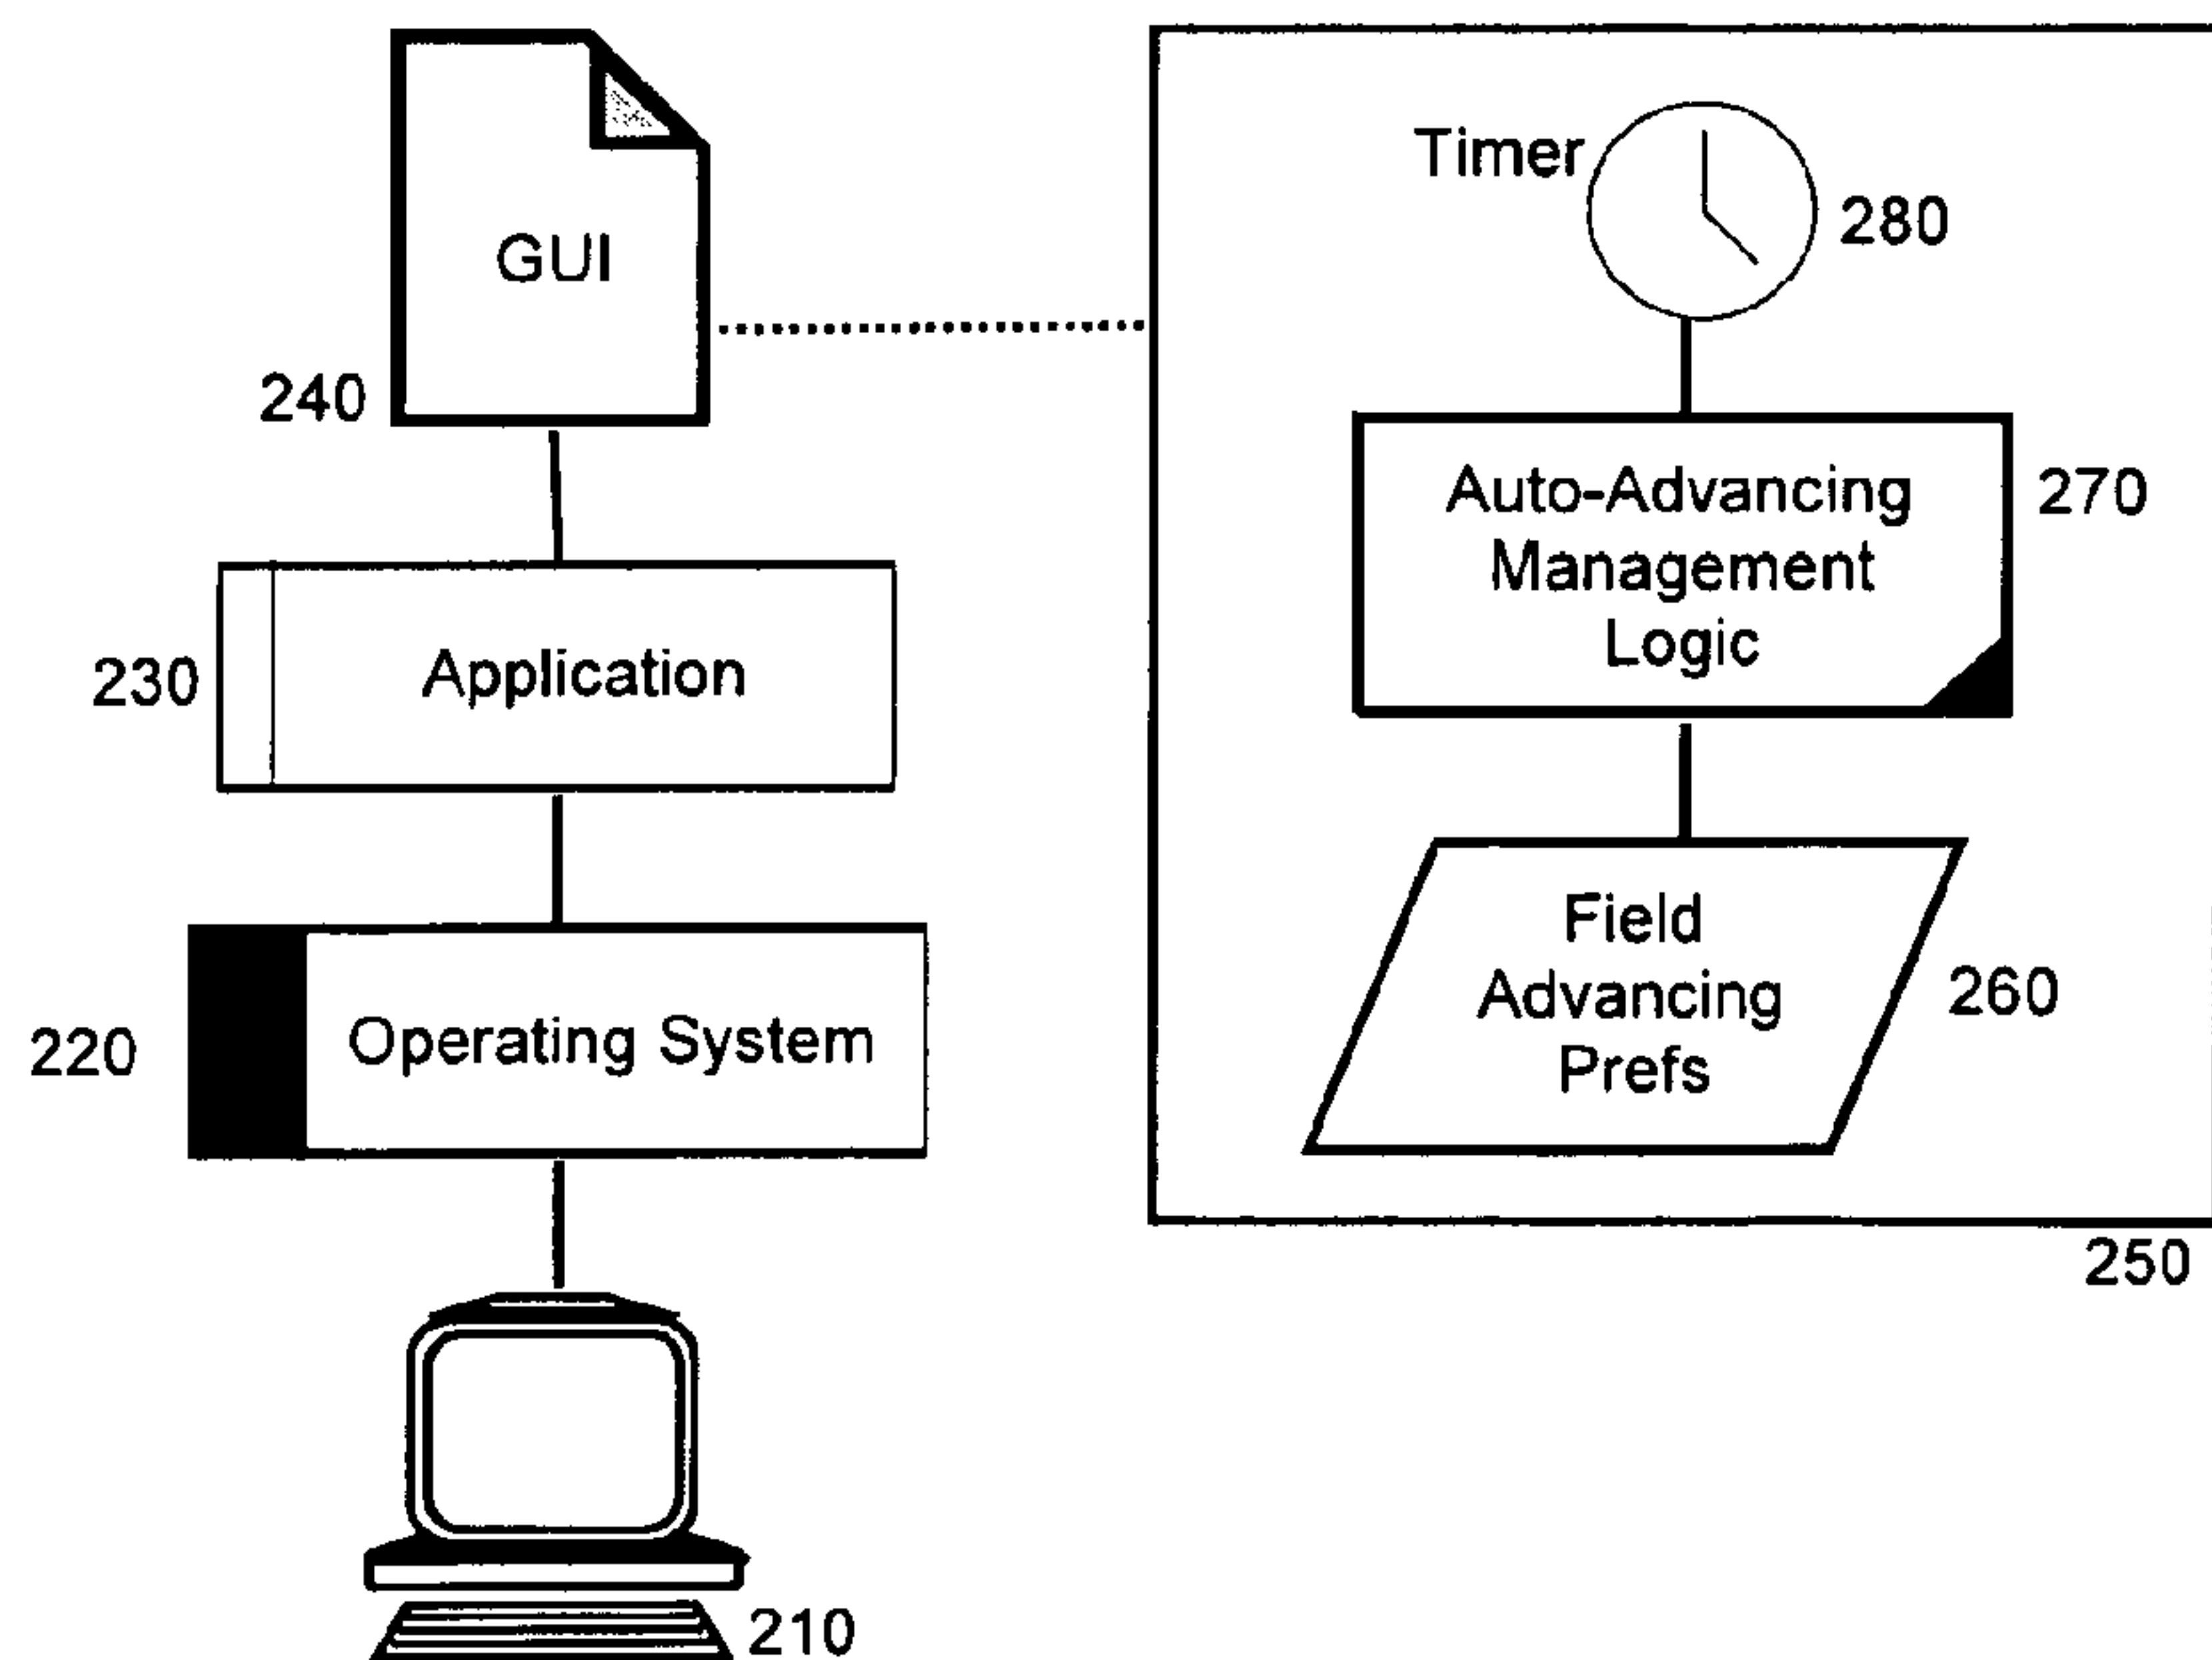 GUI
240
Application
230
Operating System
220
210
Timer
280
Auto-Advancing
Management
Logic
270
Field
Advancing
Prefs
260
250